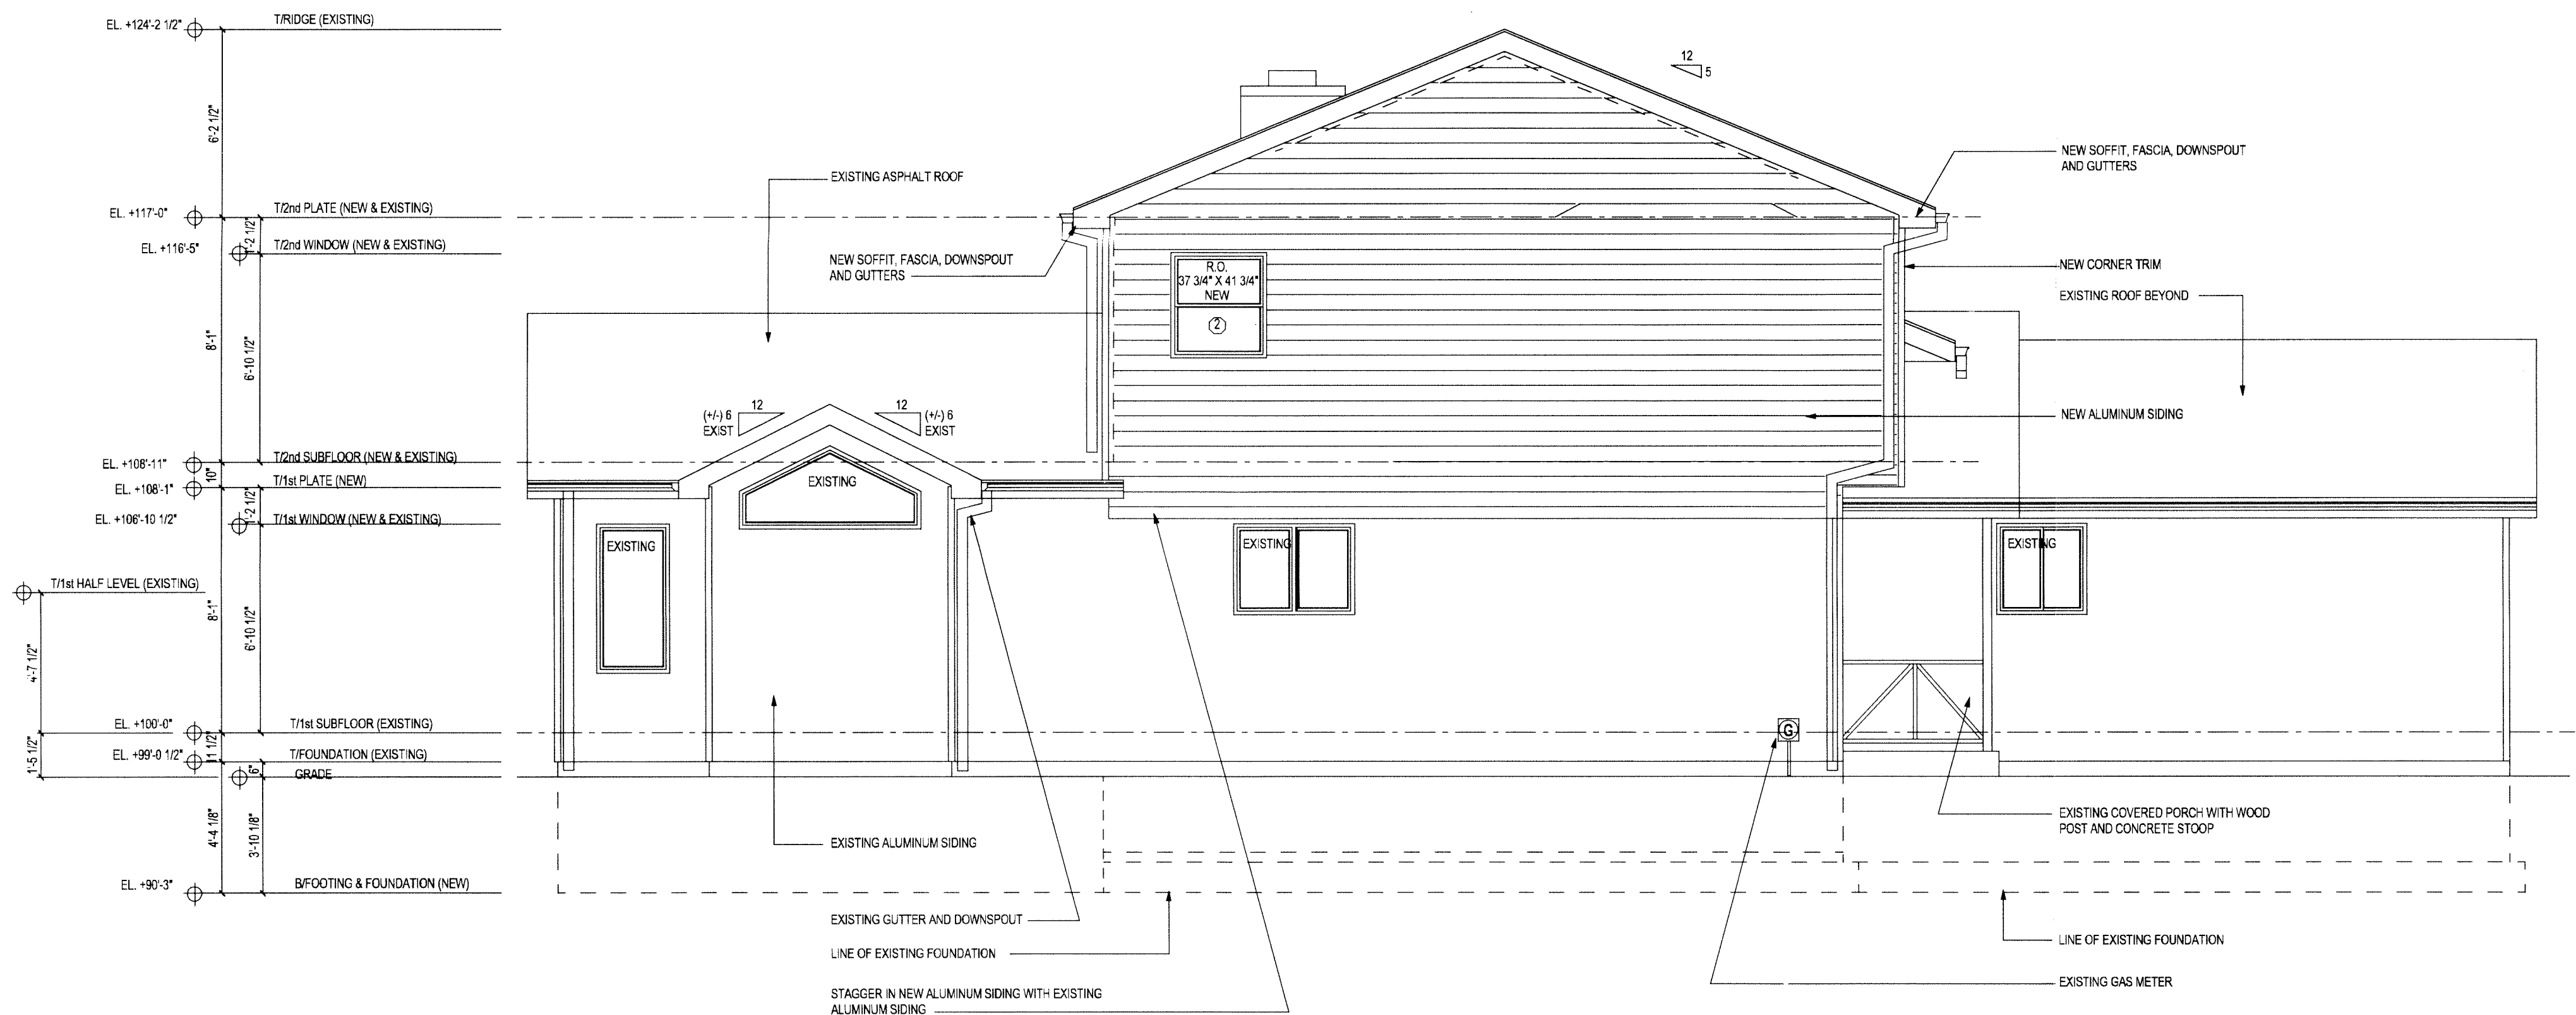 EL. +124'-2 1/2"
T/RIDGE (EXISTING)
6'-2 1/2"
EL. +117'-0"
T/2nd PLATE (NEW & EXISTING)
1'-2 1/2"
EL. +116'-5"
T/2nd WINDOW (NEW & EXISTING)
8'-1"
6'-10 1/2"
EL. +108'-11"
T/2nd SUBFLOOR (NEW & EXISTING)
10"
EL. +108'-1"
T/1st PLATE (NEW)
1'-2 1/2"
EL. +106'-10 1/2"
T/1st WINDOW (NEW & EXISTING)
T/1st HALF LEVEL (EXISTING)
8'-1"
6'-10 1/2"
4'-7 1/2"
EL. +100'-0"
T/1st SUBFLOOR (EXISTING)
11 1/2"
EL. +99'-0 1/2"
T/FOUNDATION (EXISTING)
1'-5 1/2"
6"
GRADE
4'-4 1/8"
3'-10 1/8"
EL. +90'-3"
B/FOOTING & FOUNDATION (NEW)
12
5
EXISTING ASPHALT ROOF
NEW SOFFIT, FASCIA, DOWNSPOUT
AND GUTTERS
R.O.
37 3/4" X 41 3/4"
NEW
2
NEW SOFFIT, FASCIA, DOWNSPOUT
AND GUTTERS
NEW CORNER TRIM
EXISTING ROOF BEYOND
NEW ALUMINUM SIDING
12
(+/-) 6
EXIST
12
(+/-) 6
EXIST
EXISTING
EXISTING
EXISTING
EXISTING
G
EXISTING ALUMINUM SIDING
EXISTING GUTTER AND DOWNSPOUT
LINE OF EXISTING FOUNDATION
STAGGER IN NEW ALUMINUM SIDING WITH EXISTING
ALUMINUM SIDING
EXISTING COVERED PORCH WITH WOOD
POST AND CONCRETE STOOP
LINE OF EXISTING FOUNDATION
EXISTING GAS METER